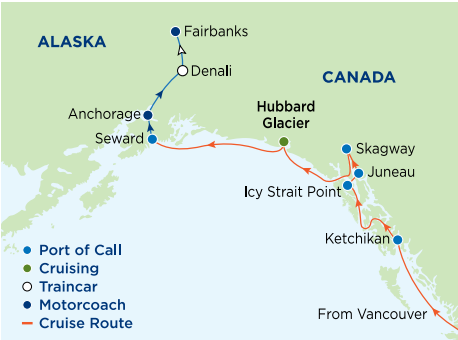 Fairbanks
ALASKA
Denali
CANADA
Hubbard
Glacier
Anchorage
Seward
Skagway
Juneau
Icy Strait Point
Ketchikan
Port of Call
Cruising
Traincar
Motorcoach
Cruise Route
From Vancouver